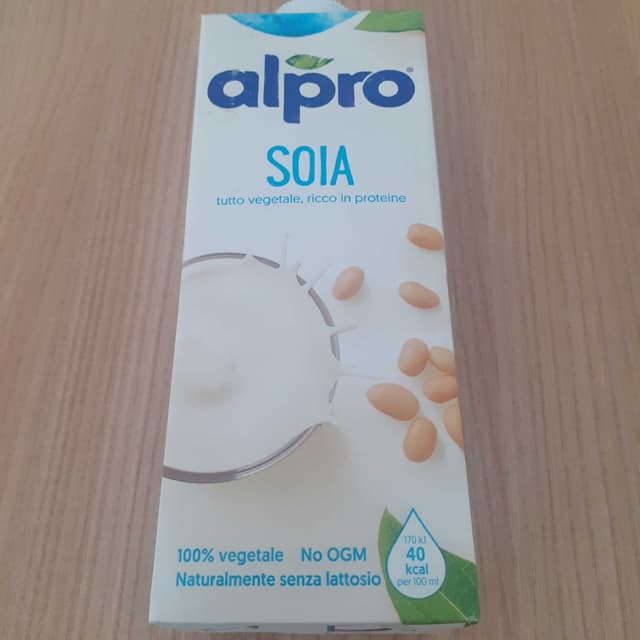 alpro®
SOIA
tutto vegetale, ricco in proteine
170 kJ
40
kcal
per 100 ml
100% vegetale No OGM
Naturalmente senza lattosio